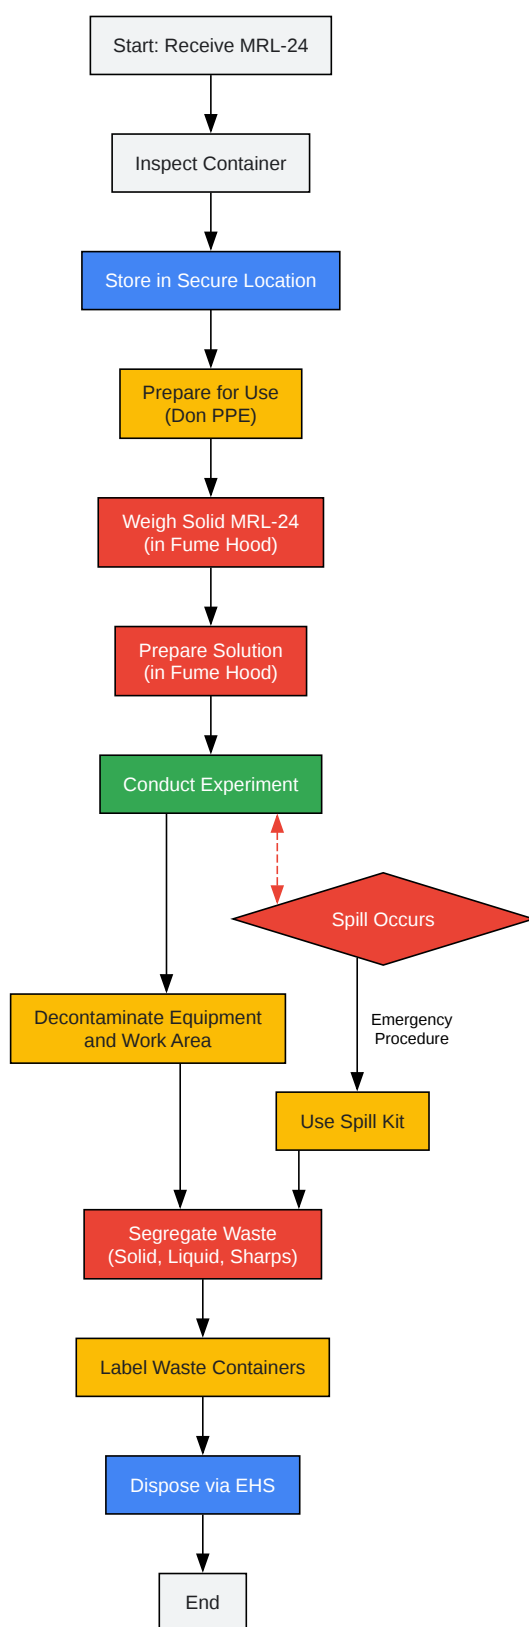 Start: Receive MRL-24
Inspect Container
Store in Secure Location
Prepare for Use
(Don PPE)
Weigh Solid MRL-24
(in Fume Hood)
Prepare Solution
(in Fume Hood)
Conduct Experiment
Spill Occurs
Decontaminate Equipment
and Work Area
Emergency
Procedure
Use Spill Kit
Segregate Waste
(Solid, Liquid, Sharps)
Label Waste Containers
Dispose via EHS
End